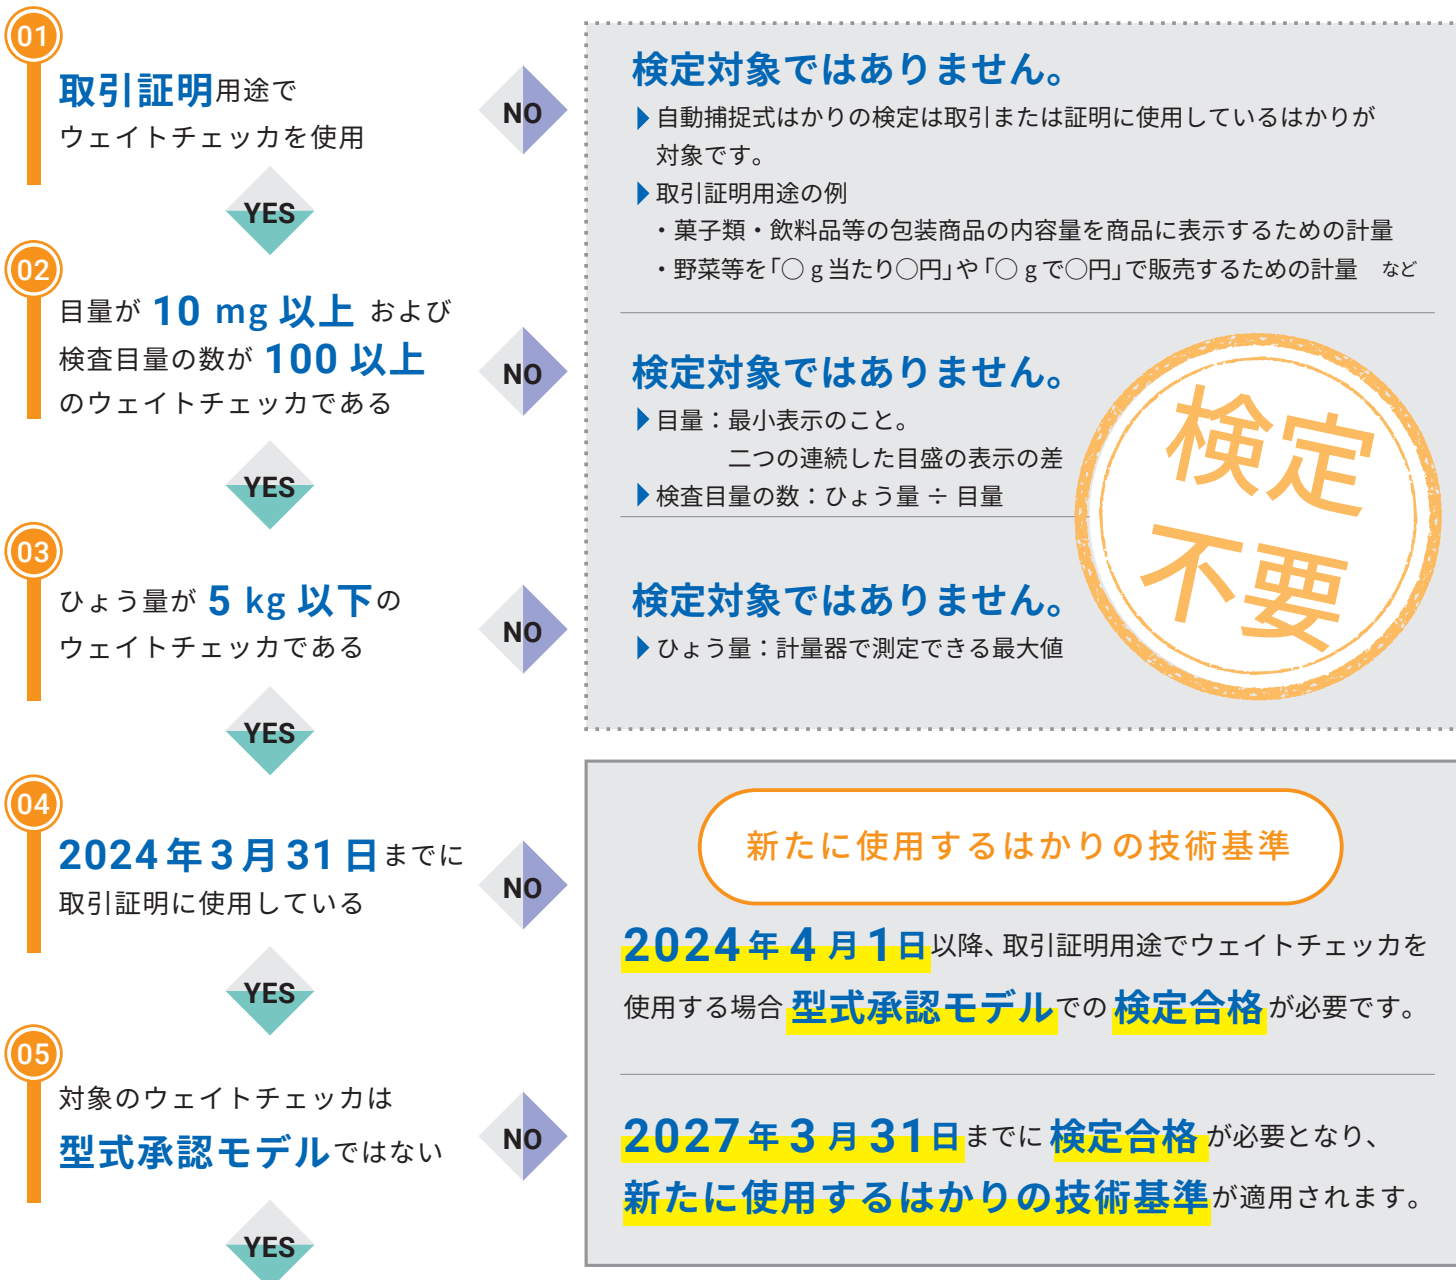 01
取引証明用途で
ウェイトチェッカを使用
NO
YES
検定対象ではありません。
自動捕捉式はかりの検定は取引または証明に使用しているはかりが
対象です。
取引証明用途の例
・菓子類・飲料品等の包装商品の内容量を商品に表示するための計量
・野菜等を「○g当たり○円」や「○gで○円」で販売するための計量 など
02
目量が 10 mg 以上 および
検査目量の数が 100 以上
のウェイトチェッカである
NO
YES
検定対象ではありません。
目量：最小表示のこと。
二つの連続した目盛の表示の差
検査目量の数：ひょう量 ÷ 目量
検定
不要
03
ひょう量が 5 kg 以下の
ウェイトチェッカである
NO
YES
検定対象ではありません。
ひょう量：計量器で測定できる最大値
04
2024年3月31日までに
取引証明に使用している
NO
YES
新たに使用するはかりの技術基準
2024年4月1日以降、取引証明用途でウェイトチェッカを
使用する場合型式承認モデルでの検定合格が必要です。
05
対象のウェイトチェッカは
型式承認モデルではない
NO
YES
2027年3月31日までに検定合格が必要となり、
新たに使用するはかりの技術基準が適用されます。